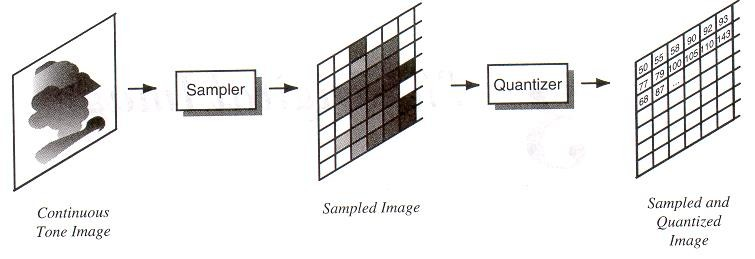 50 55 58 90 92 93
77 79 100 105 110 143
68 87 ...
Sampler
Quantizer
Continuous
Tone Image
Sampled Image
Sampled and
Quantized
Image